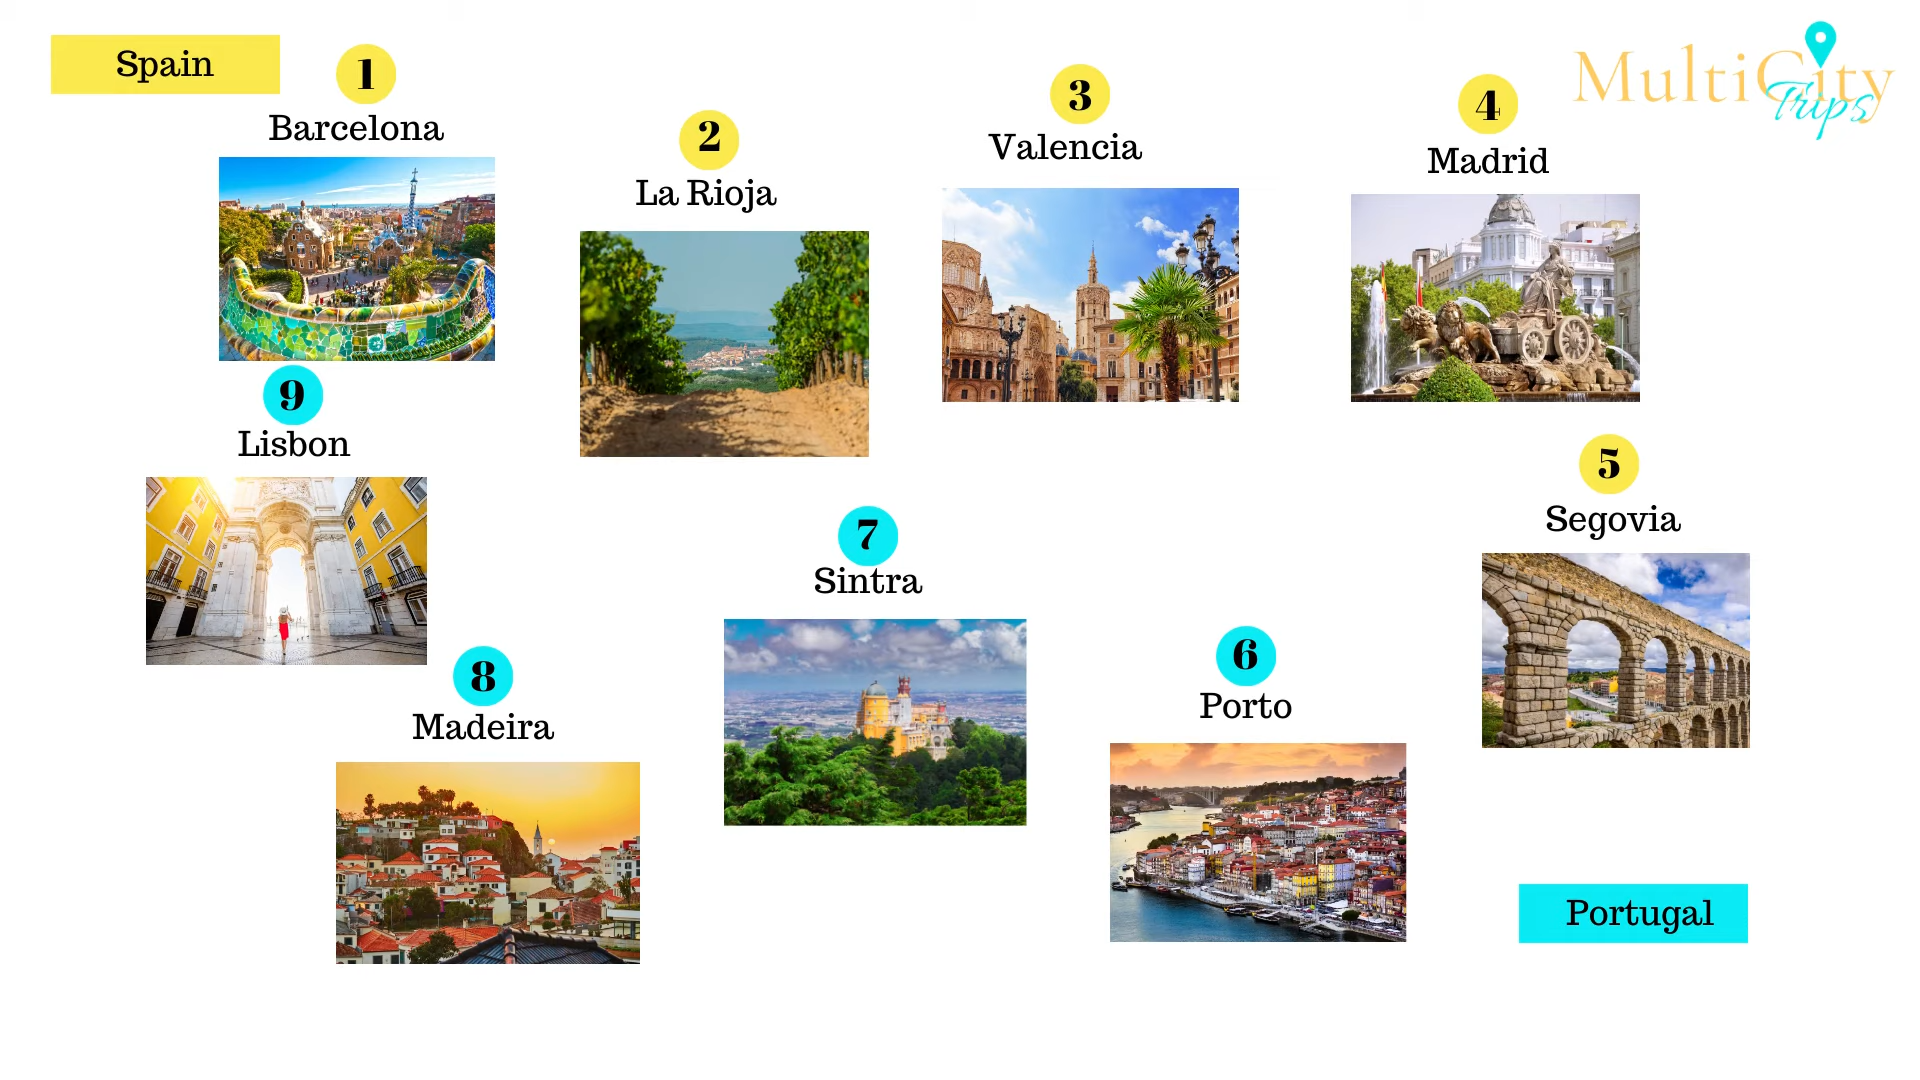 Spain
1
Barcelona
2
La Rioja
3
Valencia
4
Madrid
MultiCity
Trips
9
Lisbon
5
Segovia
7
Sintra
6
Porto
8
Madeira
Portugal